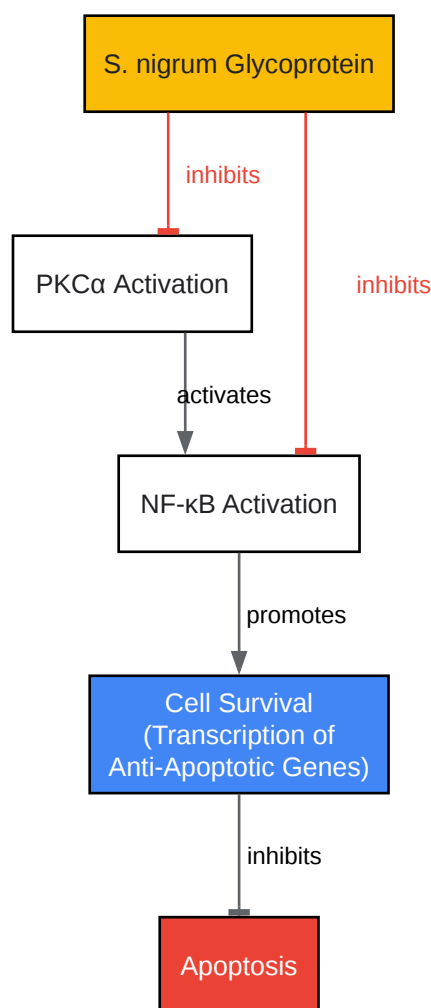 S. nigrum Glycoprotein
inhibits
PKCα Activation
inhibits
activates
NF-κB Activation
promotes
Cell Survival
(Transcription of
Anti-Apoptotic Genes)
inhibits
Apoptosis